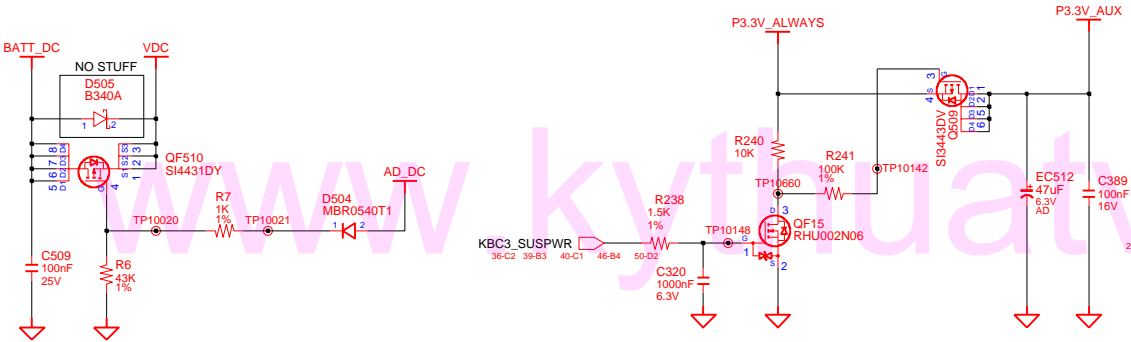 BATT_DC
VDC
NO STUFF
D505
B340A
1
2
8 D4
7 D3
6 D2
5 D1
S3 3
S2 2
S1 1
G
4
QF510
SI4431DY
AD_DC
R7
1K
1%
D504
MBR0540T1
1
2
TP10020
TP10021
C509
100nF
25V
R6
43K
1%
P3.3V_ALWAYS
P3.3V_AUX
3
G
4
S
D1 1
D2 2
D3 5
D4 6
SI3443DV
Q509
R240
10K
R241
100K
1%
TP10142
TP10660
R238
1.5K
1%
TP10148
KBC3_SUSPWR
36-C2 39-B3 40-C1 46-B4 50-D2
G
1
D
3
QF15
RHU002N06
S
2
C320
1000nF
6.3V
EC512
47uF
6.3V
AD
C389
100nF
16V
2
www.kythuatv